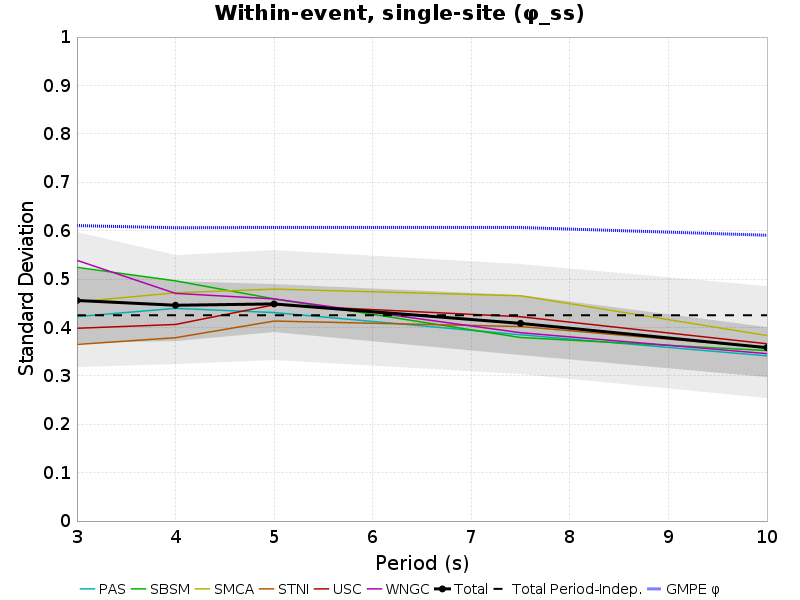 Within-event, single-site (φ_ss)
Standard Deviation
1
0.9
0.8
0.7
0.6
0.5
0.4
0.3
0.2
0.1
0
3 4 5 6 7 8 9 10
Period (s)
PAS SBSM SMCA STNI USC WNGC Total Total Period-Indep. GMPE φ